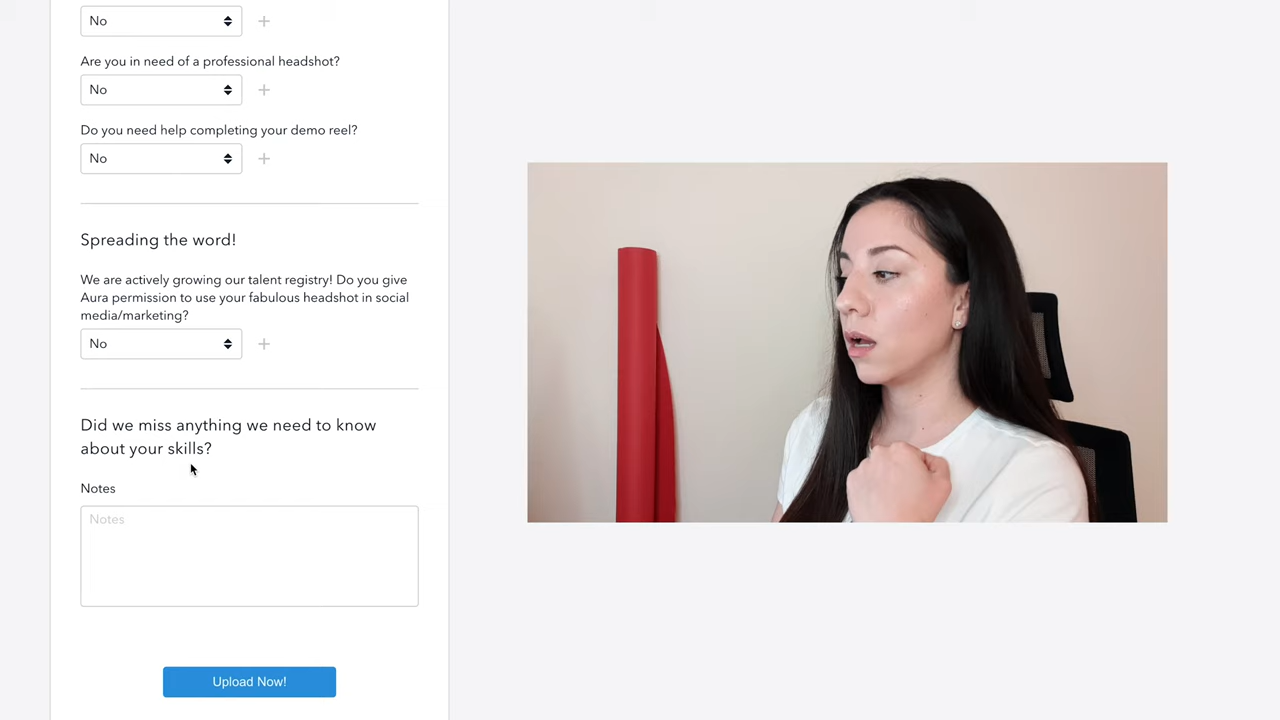 No
Are you in need of a professional headshot?
No
Do you need help completing your demo reel?
No
Spreading the word!
We are actively growing our talent registry! Do you give
Aura permission to use your fabulous headshot in social
media/marketing?
No
Did we miss anything we need to know
about your skills?
Notes
Notes
Upload Now!